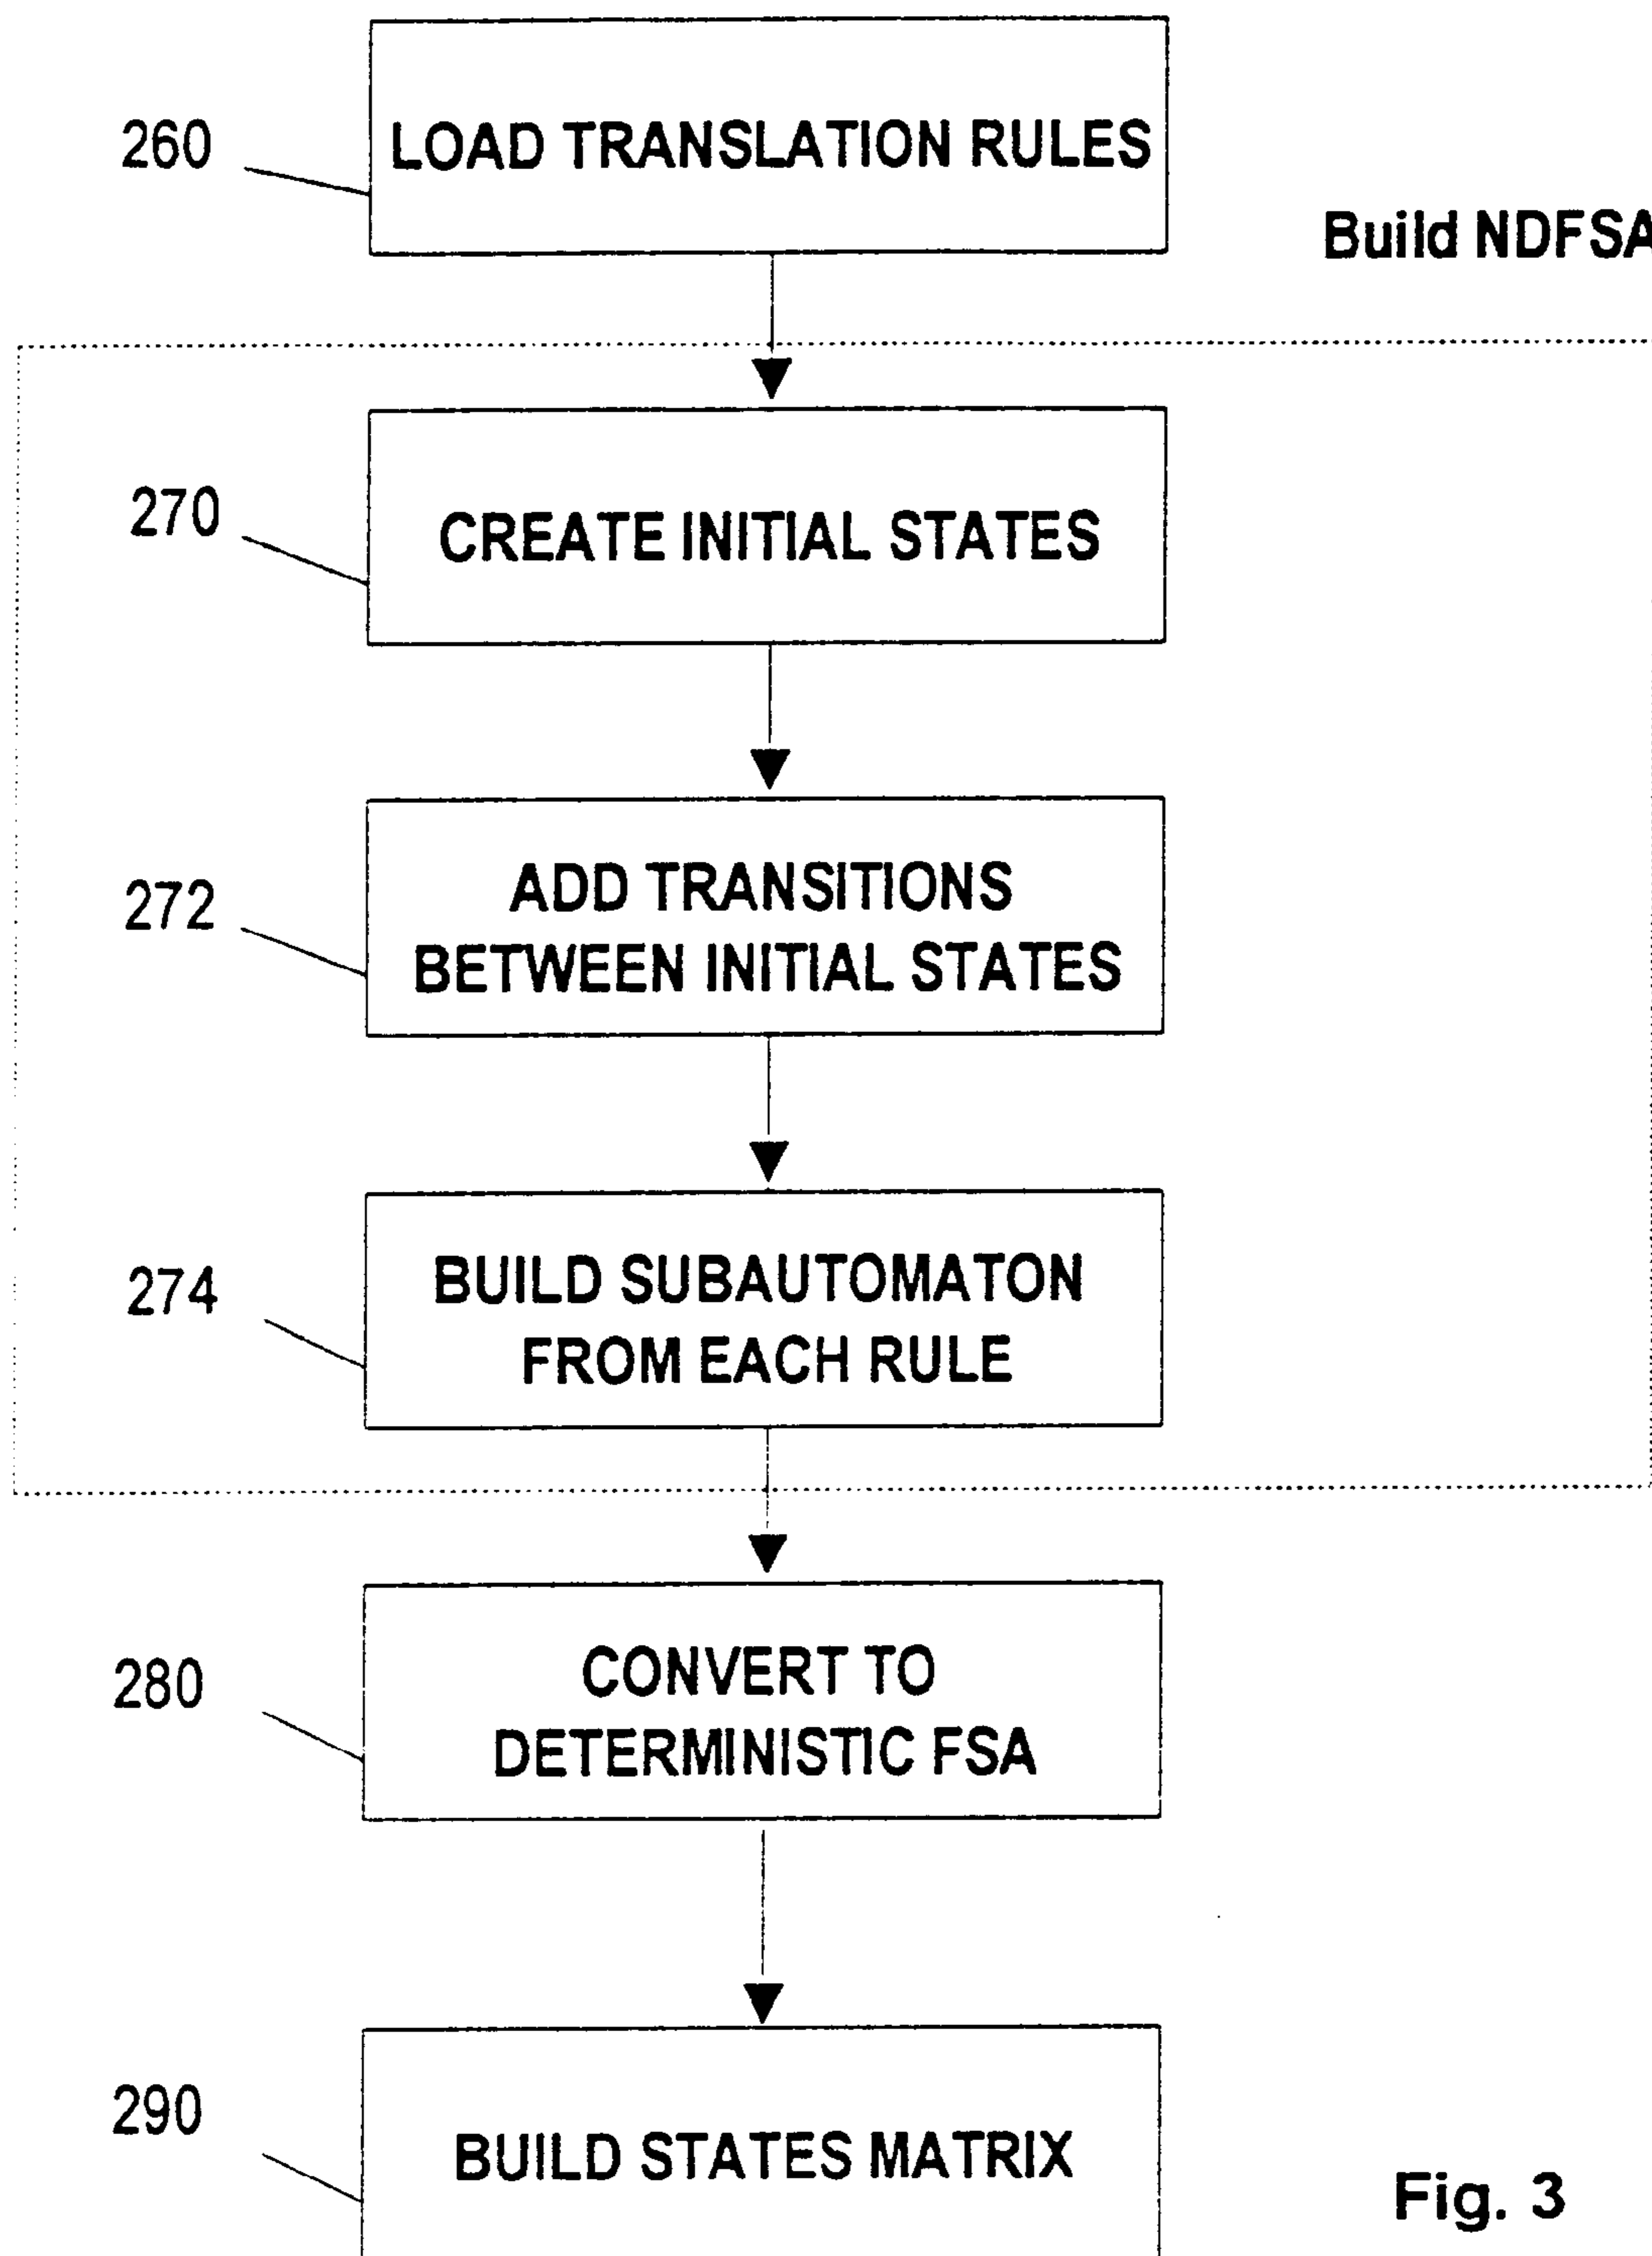 260
LOAD TRANSLATION RULES
Build NDFSA
270
CREATE INITIAL STATES
272
ADD TRANSITIONS
BETWEEN INITIAL STATES
274
BUILD SUBAUTOMATON
FROM EACH RULE
280
CONVERT TO
DETERMINISTIC FSA
290
BUILD STATES MATRIX
Fig. 3